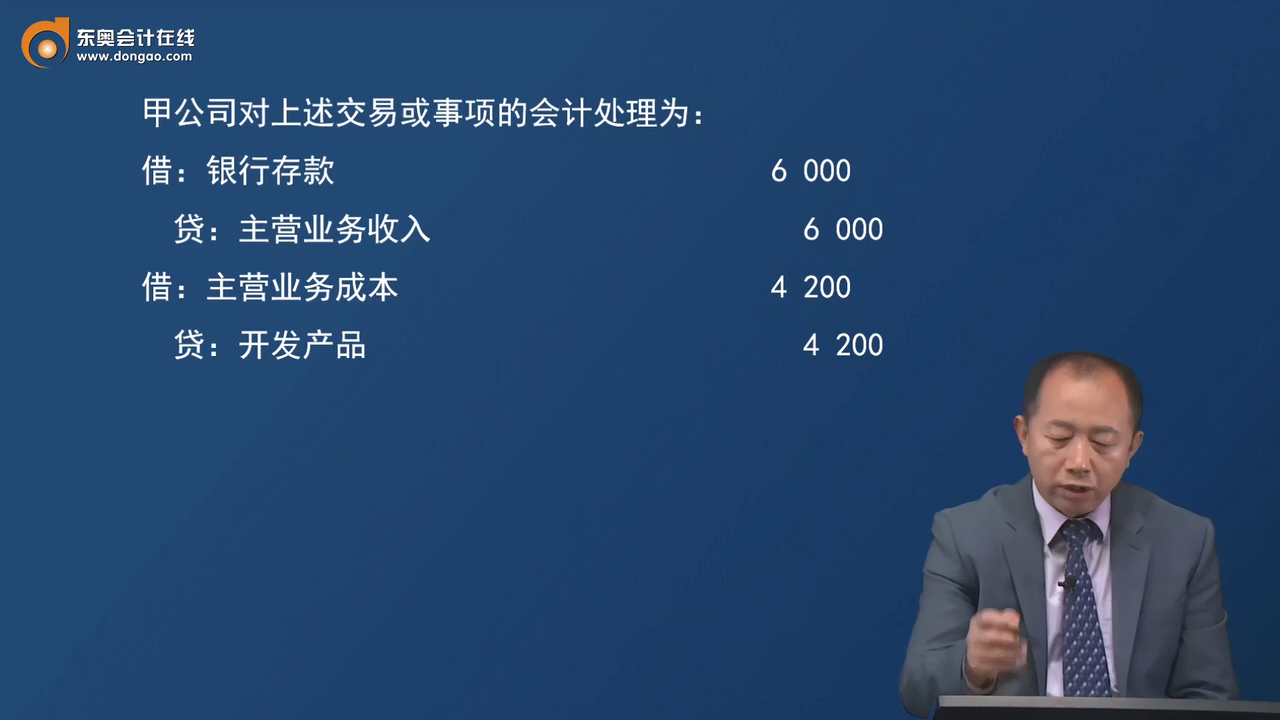 东奥会计在线
www.dongao.com
甲公司对上述交易或事项的会计处理为：
借：银行存款 6 000
贷：主营业务收入 6 000
借：主营业务成本 4 200
贷：开发产品 4 200